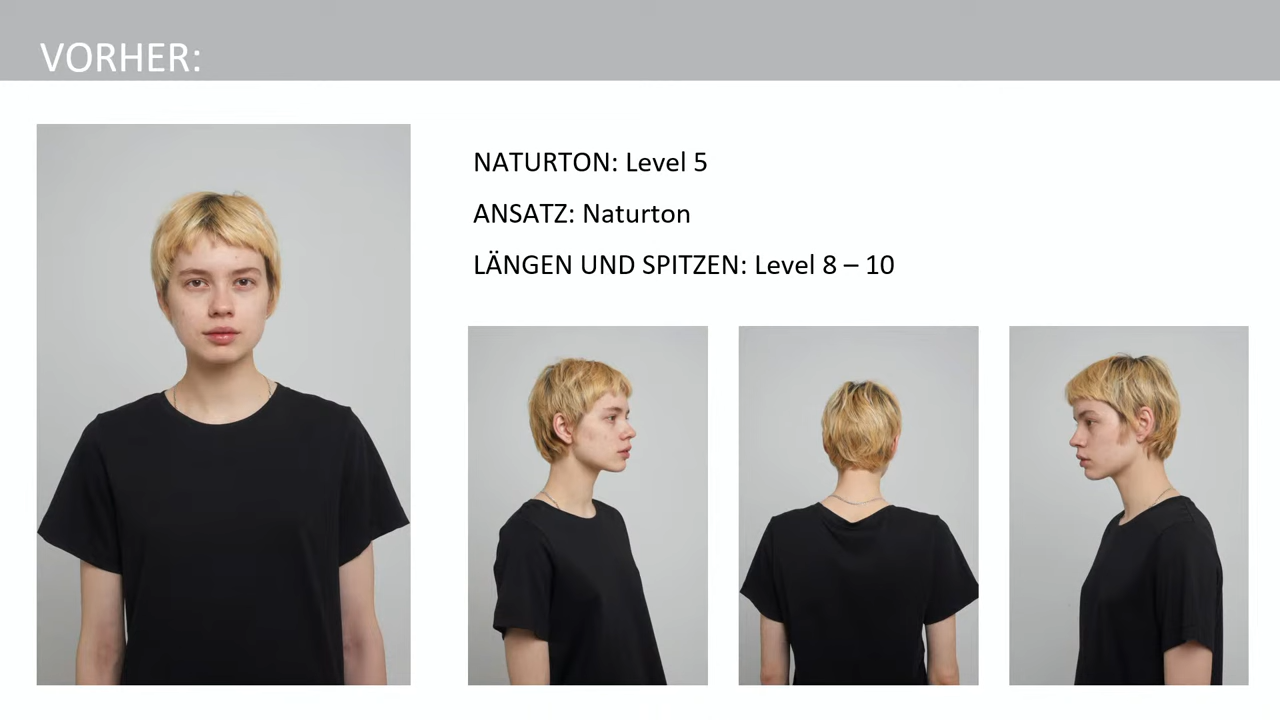 VORHER:
NATURTON: Level 5
ANSATZ: Naturton
LÄNGEN UND SPITZEN: Level 8 – 10